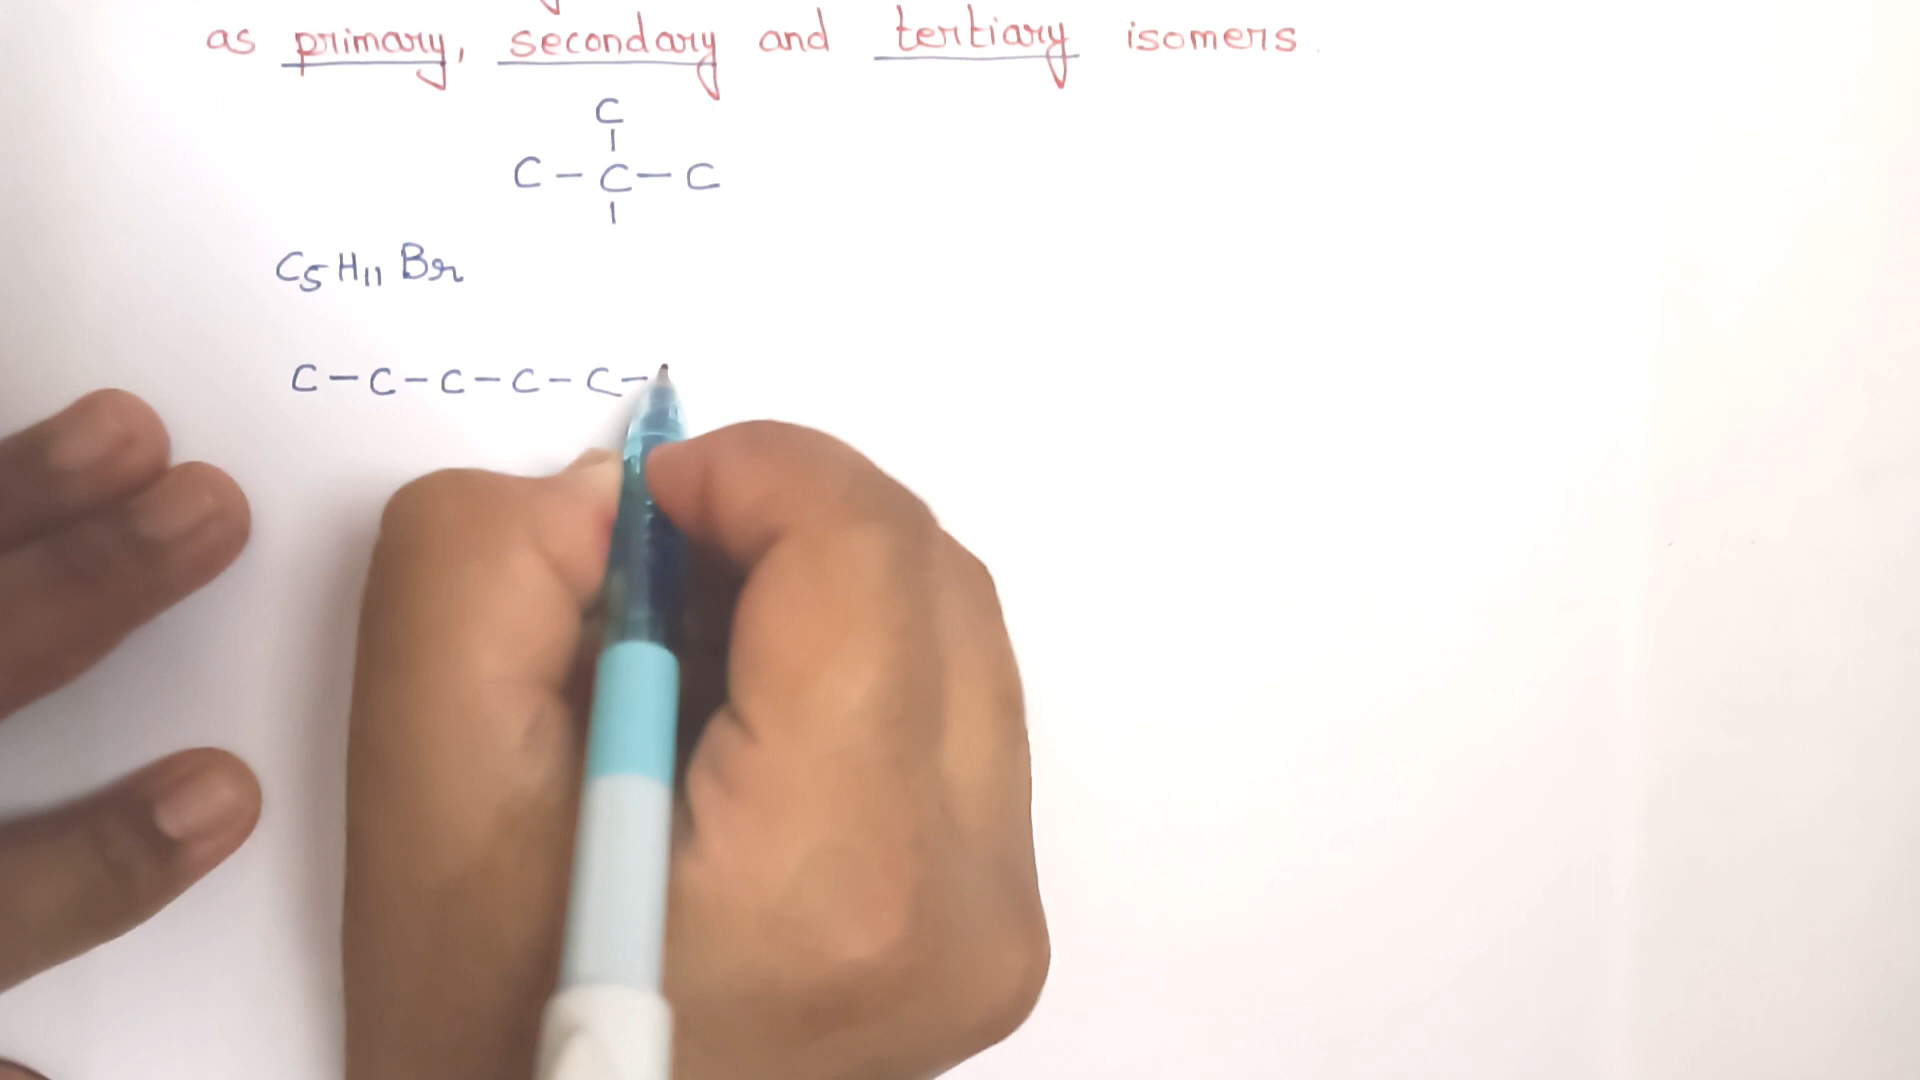 as primary, secondary and tertiary isomers
C
|
C - C - C
|
C5H11Br
C - C - C - C - C -